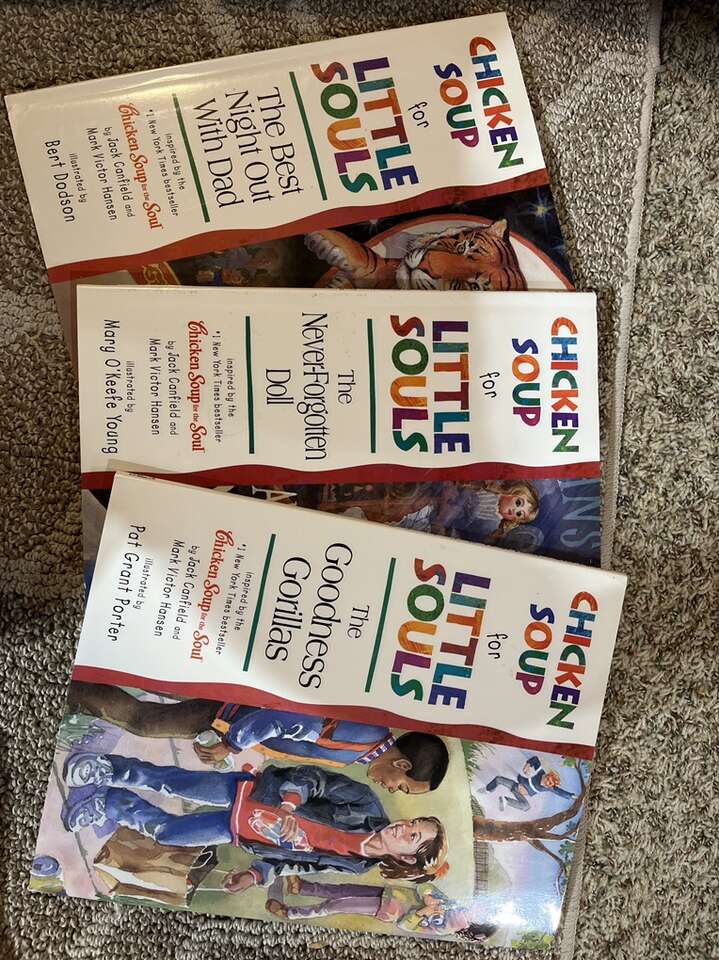 CHICKEN
SOUP
for
LITTLE
SOULS
The Best
Night Out
With Dad
inspired by the
#1 New York Times bestseller
Chicken Soup for the Soul
by Jack Canfield and
Mark Victor Hansen
illustrated by
Bert Dodson
CHICKEN
SOUP
for
LITTLE
SOULS
The
Never-Forgotten
Doll
inspired by the
#1 New York Times bestseller
Chicken Soup for the Soul
by Jack Canfield and
Mark Victor Hansen
illustrated by
Mary O'Keefe Young
CHICKEN
SOUP
for
LITTLE
SOULS
The
Goodness
Gorillas
inspired by the
#1 New York Times bestseller
Chicken Soup for the Soul
by Jack Canfield and
Mark Victor Hansen
illustrated by
Pat Grant Porter